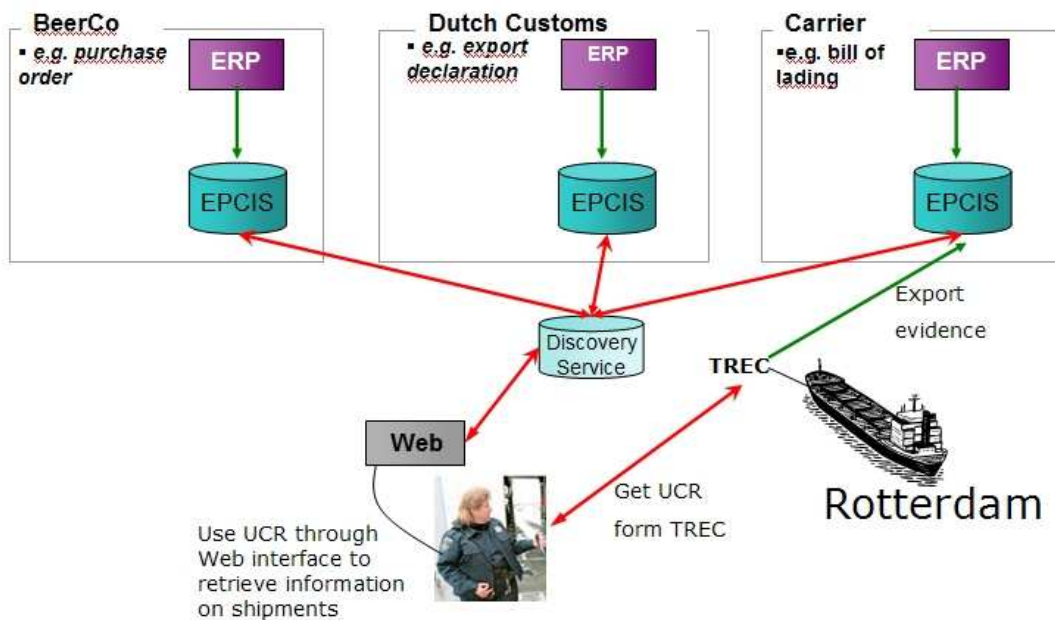 BeerCo
▪ e.g. purchase
order
ERP
EPCIS
Dutch Customs
▪ e.g. export
declaration
ERP
EPCIS
Carrier
▪e.g. bill of
lading
ERP
EPCIS
Discovery
Service
Export
evidence
TREC
Web
Get UCR
form TREC
Rotterdam
Use UCR through
Web interface to
retrieve information
on shipments